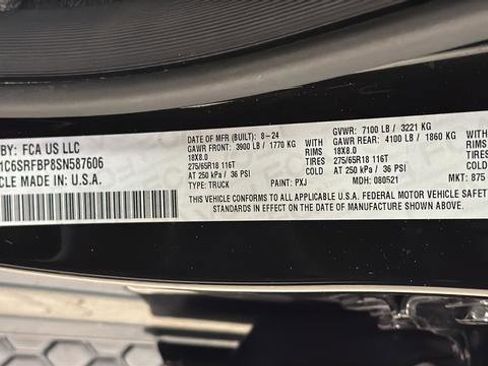 BY: FCA US LLC
1C6SRFBP8SN587606
CLE MADE IN U.S.A.
DATE OF MFR (BUILT): 8-24
GAWR FRONT: 3900 LB / 1770 KG
18X8.0
275/65R18 116T
AT 250 kPa / 36 PSI
TYPE: TRUCK
PAINT: PXJ
WITH
RIMS
TIRES
COLD
GVWR: 7100 LB / 3221 KG
GAWR REAR: 4100 LB / 1860 KG
18X8.0
275/65R18 116T
AT 250 kPa / 36 PSI
WITH
RIMS
TIRES
COLD
MDH: 080521
MKT: 875
THIS VEHICLE CONFORMS TO ALL APPLICABLE U.S.A. FEDERAL MOTOR VEHICLE SAFETY
STANDARDS IN EFFECT ON THE DATE OF MANUFACTURE SHOWN ABOVE.